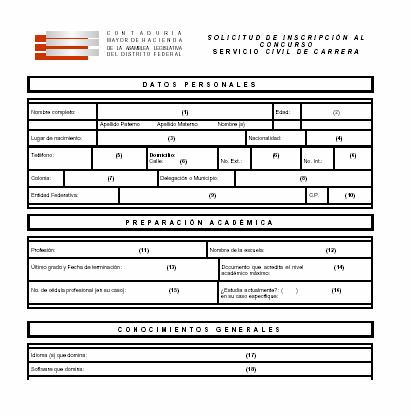 CONTADURÍA
MAYOR DE HACIENDA
DE LA ASAMBLEA LEGISLATIVA
DEL DISTRITO FEDERAL
SOLICITUD DE INSCRIPCIÓN AL
CONCURSO
SERVICIO CIVIL DE CARRERA
DATOS PERSONALES
Nombre completo: (1) Edad: (2)
Apellido Paterno Apellido Materno Nombre (s)
Lugar de nacimiento: (3) Nacionalidad: (4)
Teléfono: (5) Domicilio:
Calle: (6) No. Ext.: (6) No. Int.: (6)
Colonia: (7) Delegación o Municipio: (8)
Entidad Federativa: (9) C.P. (10)
PREPARACIÓN ACADÉMICA
Profesión: (11) Nombre de la escuela: (12)
Último grado y Fecha de terminación: (13) Documento que acredita el nivel
académico máximo: (14)
No. de cédula profesional (en su caso): (15) ¿Estudia actualmente?: ( )
en su caso especifique: (16)
CONOCIMIENTOS GENERALES
Idioma (s) que domina: (17)
Software que domina: (18)